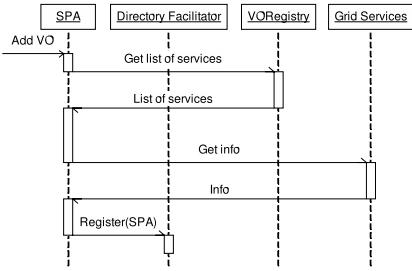 SPA
Directory Facilitator
VORegistry
Grid Services
Add VO
Get list of services
List of services
Get info
Info
Register(SPA)